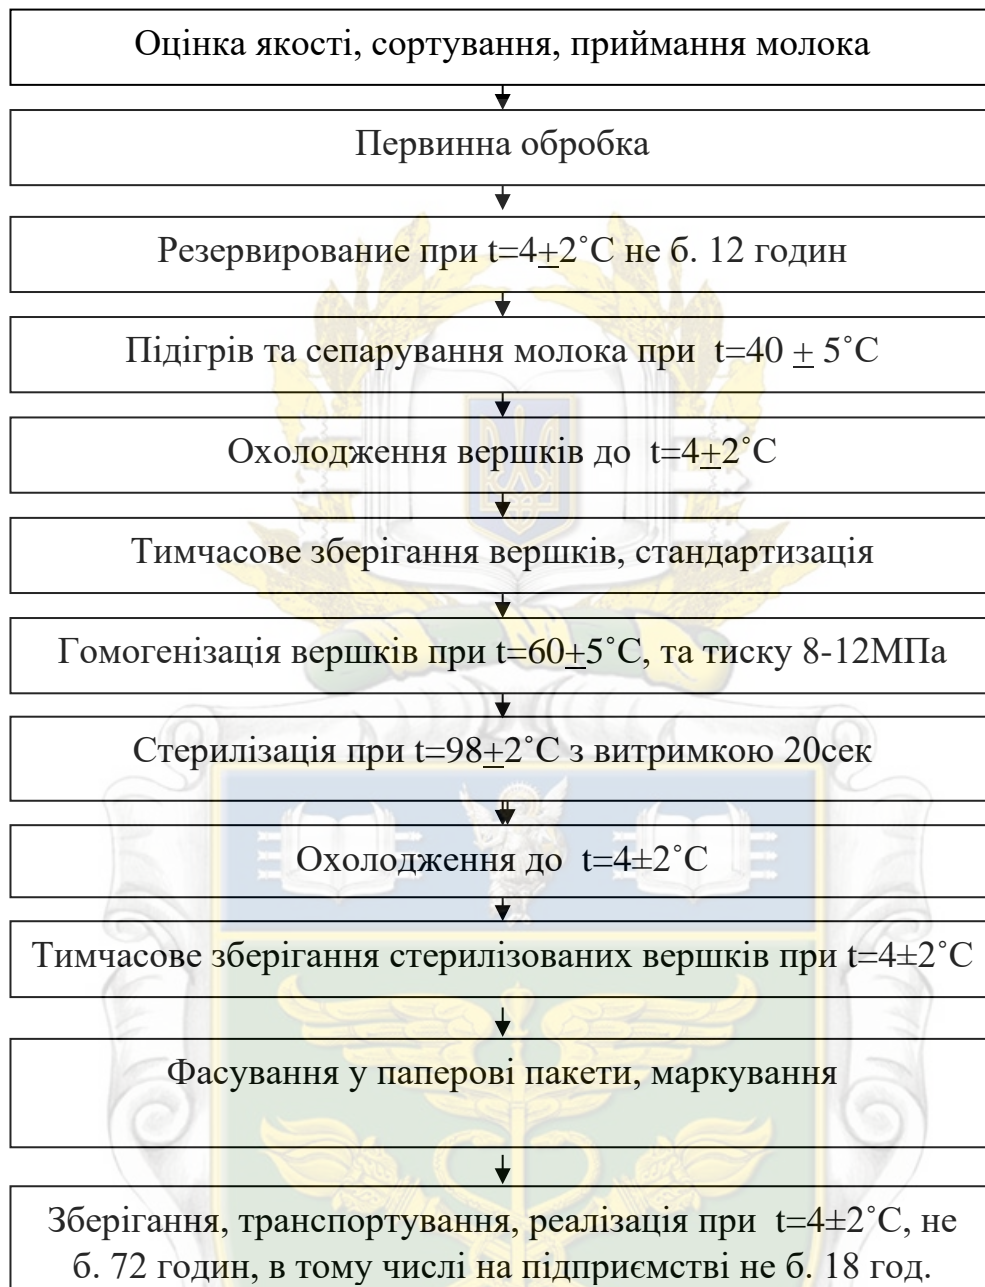 Оцінка якості, сортування, приймання молока
Первинна обробка
Резервирование при t=4±2˚С не б. 12 годин
Підігрів та сепарування молока при t=40 ± 5˚С
Охолодження вершків до t=4±2˚С
Тимчасове зберігання вершків, стандартизація
Гомогенізація вершків при t=60±5˚С, та тиску 8-12МПа
Стерилізація при t=98±2˚С з витримкою 20сек
Охолодження до t=4±2˚С
Тимчасове зберігання стерилізованих вершків при t=4±2˚С
Фасування у паперові пакети, маркування
Зберігання, транспортування, реалізація при t=4±2˚С, не
б. 72 годин, в тому числі на підприємстві не б. 18 год.